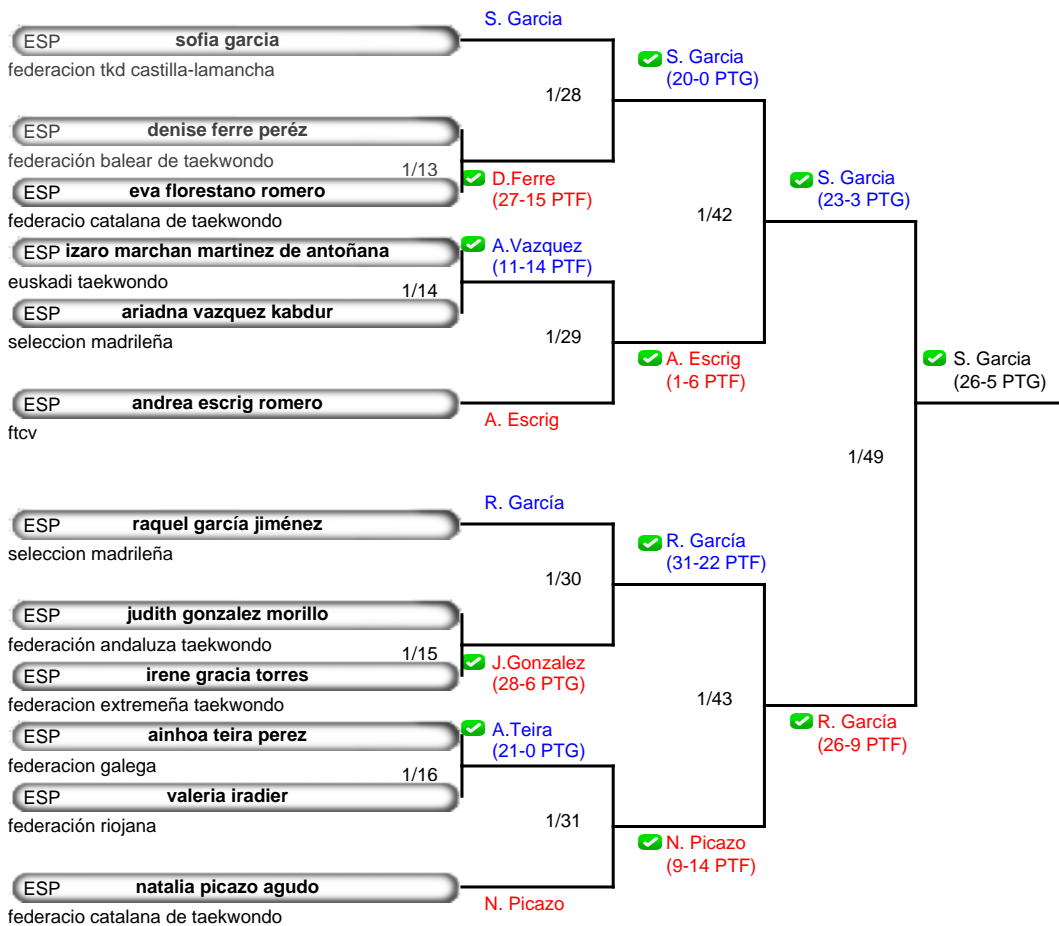 S. Garcia
ESP sofia garcia
federacion tkd castilla-lamancha
S. Garcia
(20-0 PTG)
1/28
ESP denise ferre peréz
federación balear de taekwondo
1/13
ESP eva florestano romero
federacio catalana de taekwondo
D.Ferre
(27-15 PTF)
S. Garcia
(23-3 PTG)
1/42
ESP izaro marchan martinez de antoñana
euskadi taekwondo
A.Vazquez
(11-14 PTF)
1/14
ESP ariadna vazquez kabdur
seleccion madrileña
1/29
A. Escrig
(1-6 PTF)
S. Garcia
(26-5 PTG)
ESP andrea escrig romero
ftcv
A. Escrig
1/49
R. García
ESP raquel garcía jiménez
seleccion madrileña
R. García
(31-22 PTF)
1/30
ESP judith gonzalez morillo
federación andaluza taekwondo
1/15
ESP irene gracia torres
federacion extremeña taekwondo
J.Gonzalez
(28-6 PTG)
1/43
R. García
(26-9 PTF)
ESP ainhoa teira perez
federacion galega
A.Teira
(21-0 PTG)
1/16
ESP valeria iradier
federación riojana
1/31
N. Picazo
(9-14 PTF)
ESP natalia picazo agudo
federacio catalana de taekwondo
N. Picazo